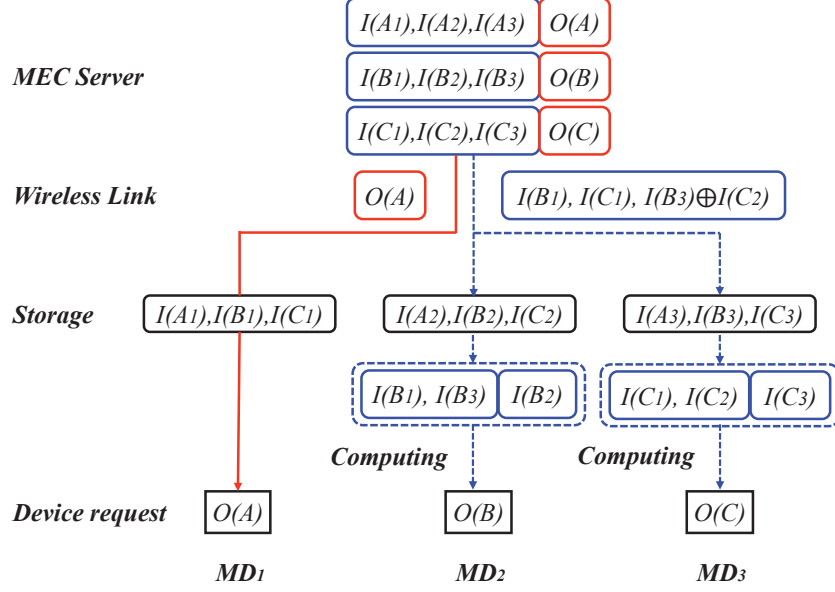 I(A1),I(A2),I(A3) O(A)
MEC Server I(B1),I(B2),I(B3) O(B)
I(C1),I(C2),I(C3) O(C)
Wireless Link O(A) I(B1), I(C1), I(B3)⊕I(C2)
Storage I(A1),I(B1),I(C1) I(A2),I(B2),I(C2) I(A3),I(B3),I(C3)
I(B1), I(B3) I(B2) I(C1), I(C2) I(C3)
Computing Computing
Device request O(A) O(B) O(C)
MD1 MD2 MD3